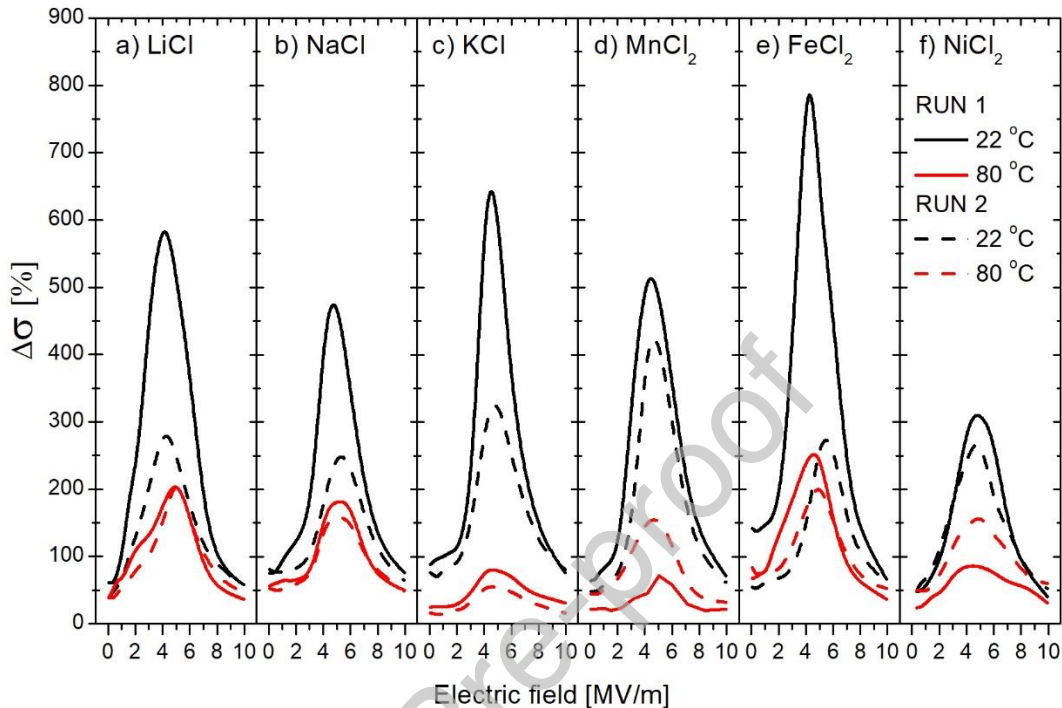 Δσ [%]
900
800
700
600
500
400
300
200
100
0
a) LiCl
b) NaCl
c) KCl
d) MnCl₂
e) FeCl₂
f) NiCl₂
RUN 1
22 °C
80 °C
RUN 2
22 °C
80 °C
0 2 4 6 8 10 0 2 4 6 8 10 0 2 4 6 8 10 0 2 4 6 8 10 0 2 4 6 8 10 0 2 4 6 8 10
Electric field [MV/m]
re-proof